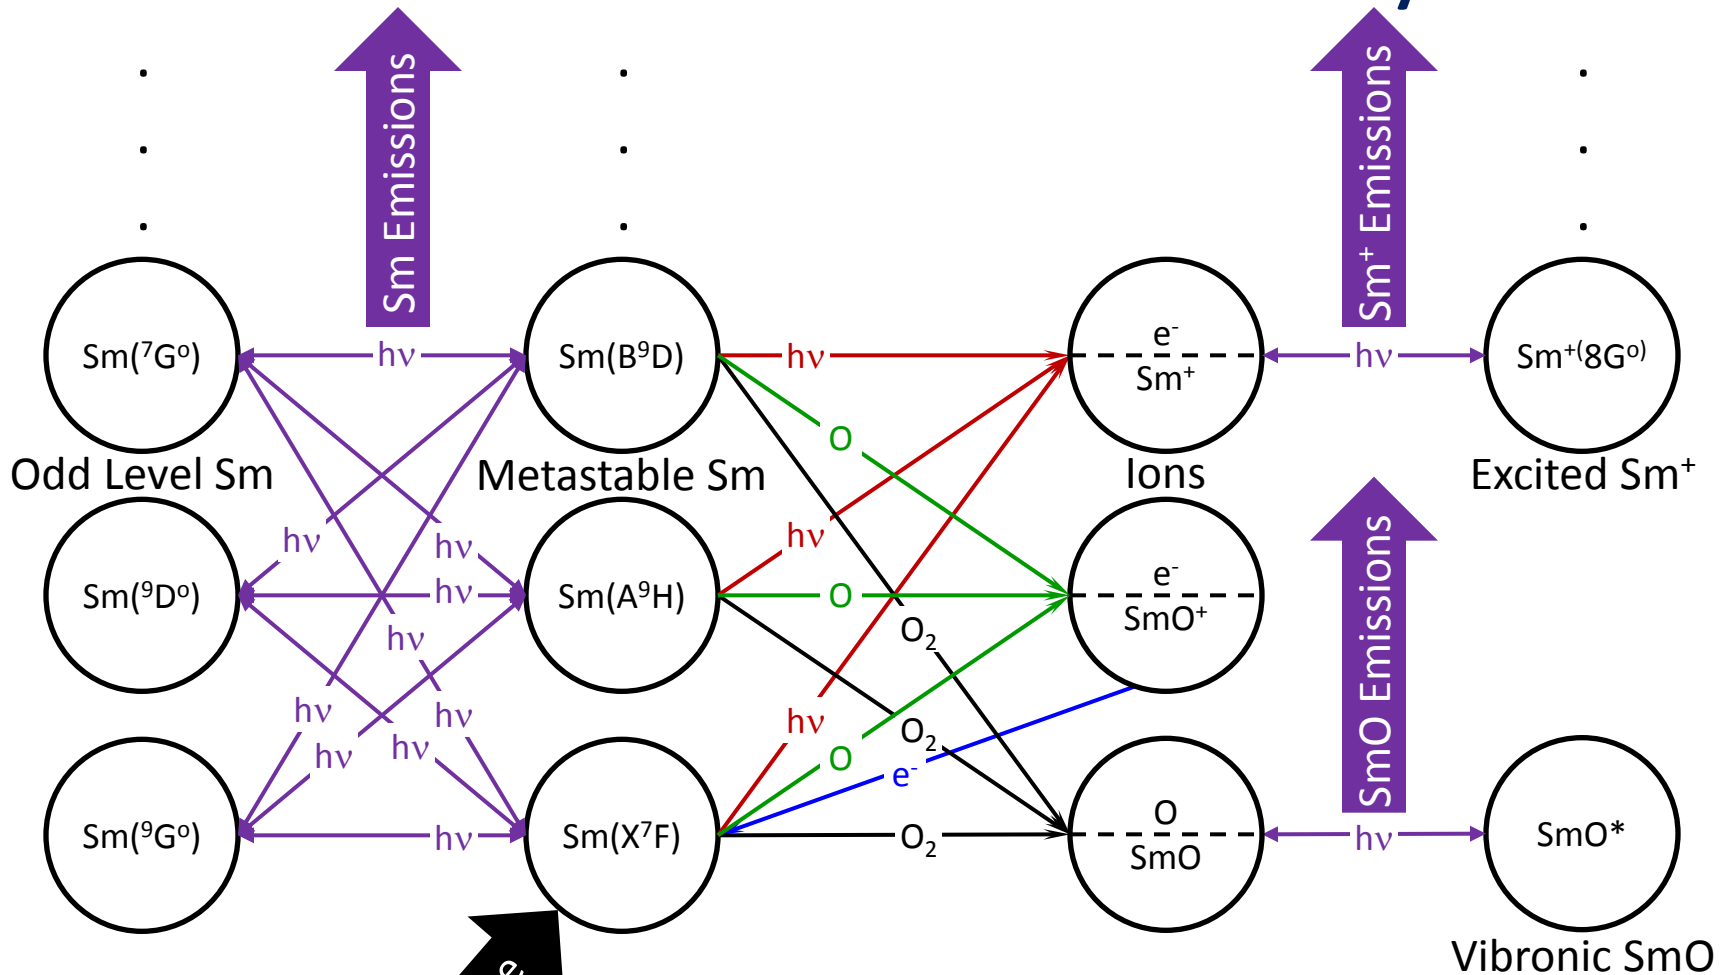 Sm Emissions
Sm⁺ Emissions
Sm(⁷Gᵒ)
hν
Sm(B⁹D)
hν
e⁻
Sm⁺
hν
Sm⁺⁽8Gᵒ⁾
O
Odd Level Sm
Metastable Sm
Ions
Excited Sm⁺
hν
hν
hν
SmO Emissions
Sm(⁹Dᵒ)
hν
Sm(A⁹H)
O
e⁻
SmO⁺
hν
O₂
hν
hν
hν
O₂
hν
hν
O
e⁻
Sm(⁹Gᵒ)
hν
Sm(X⁷F)
O₂
O
SmO
hν
SmO*
Vibronic SmO